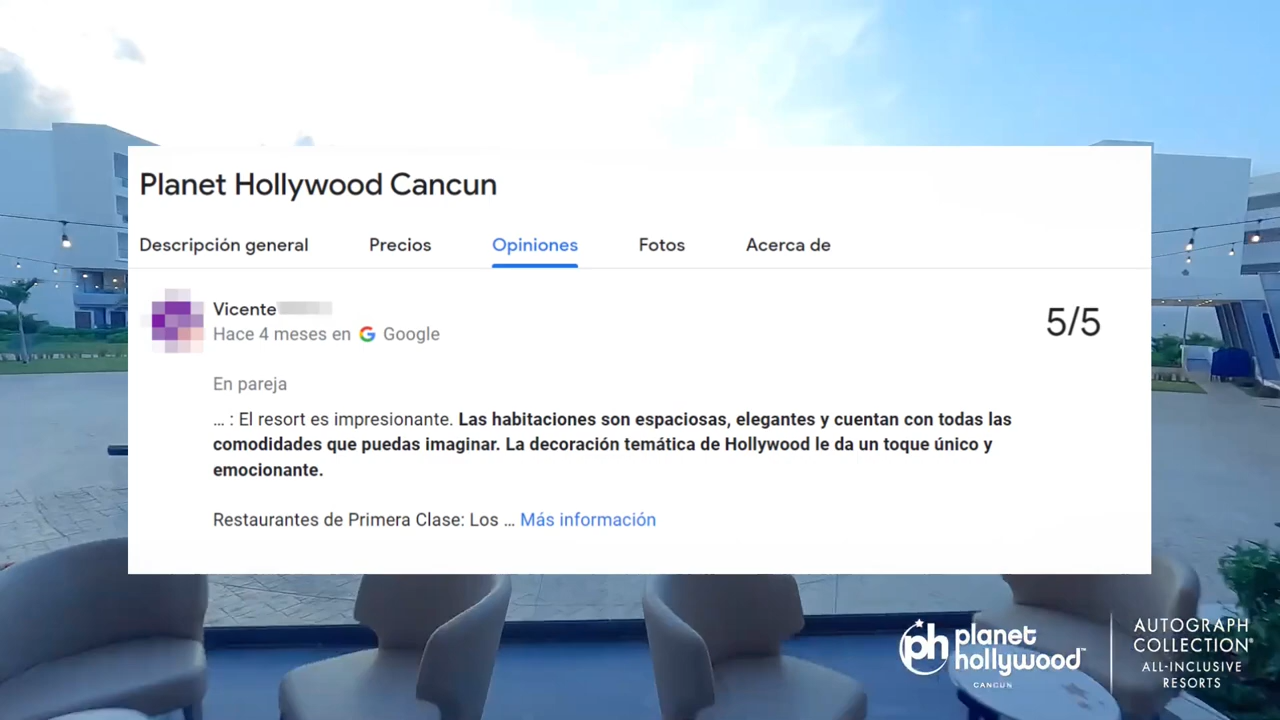 Planet Hollywood Cancun
Descripción general Precios Opiniones Fotos Acerca de
Vicente
5/5
Hace 4 meses en Google
En pareja
... : El resort es impresionante. Las habitaciones son espaciosas, elegantes y cuentan con todas las
comodidades que puedas imaginar. La decoración temática de Hollywood le da un toque único y
emocionante.
Restaurantes de Primera Clase: Los ... Más información
ph planet
hollywood
CANCUN
AUTOGRAPH
COLLECTION®
ALL-INCLUSIVE
RESORTS